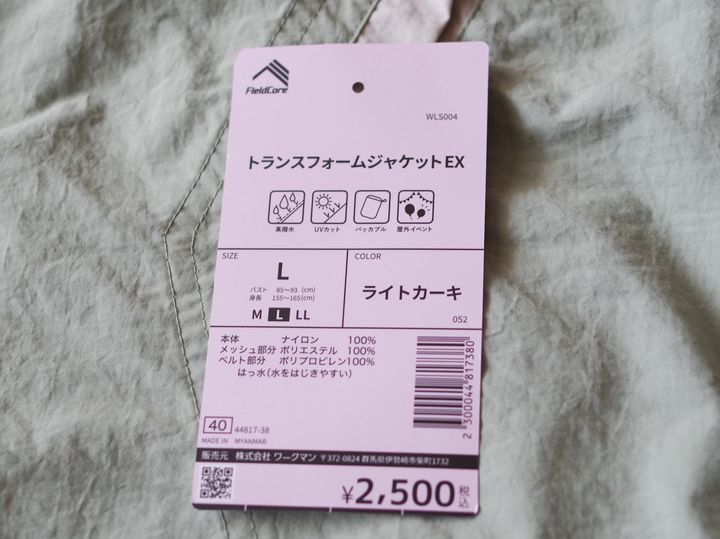 FieldCore
WLS004
トランスフォームジャケットEX
高撥水 UVカット パッカブル 屋外イベント
SIZE
L
バスト 85～93 (cm)
身長 155～165(cm)
M L LL
COLOR
ライトカーキ
052
本体 ナイロン 100%
メッシュ部分 ポリエステル 100%
ベルト部分 ポリプロピレン100%
はっ水(水をはじきやすい)
2 300044 817380
40 44817-38
MADE IN MYANMAR
販売元 株式会社 ワークマン 〒372-0824 群馬県伊勢崎市柴町1732
¥2,500税込